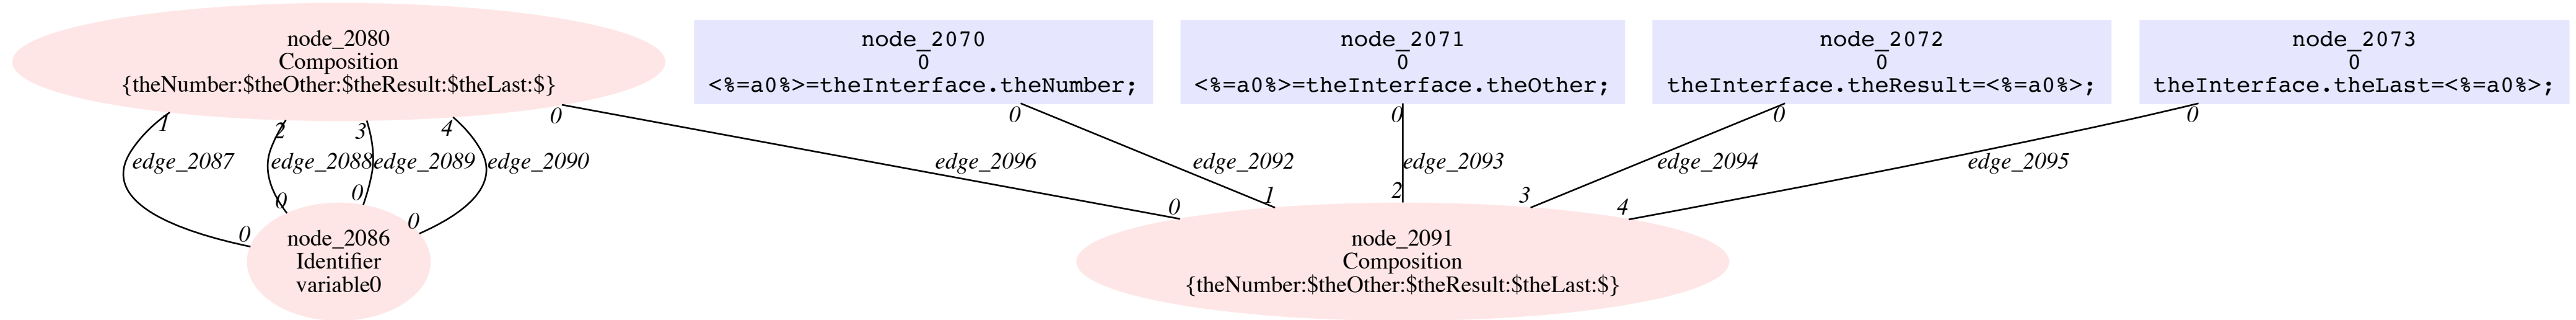 node_2080
Composition
{theNumber:$theOther:$theResult:$theLast:$}
node_2070
0
<%=a0%>=theInterface.theNumber;
node_2071
0
<%=a0%>=theInterface.theOther;
node_2072
0
theInterface.theResult=<%=a0%>;
node_2073
0
theInterface.theLast=<%=a0%>;
1
2
3
4
0
0
0
0
0
edge_2087
edge_2088
edge_2089
edge_2090
edge_2096
edge_2092
edge_2093
edge_2094
edge_2095
0
0
0
0
0
1
2
3
4
node_2086
Identifier
variable0
node_2091
Composition
{theNumber:$theOther:$theResult:$theLast:$}